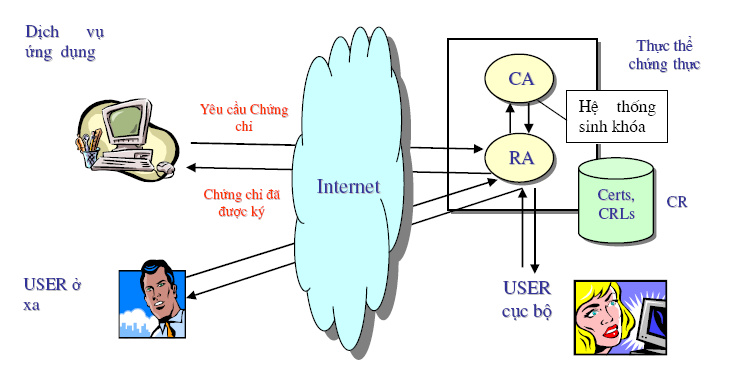 Dịch vụ
ứng dụng
Thực thể
chứng thực
CA
Yêu cầu Chứng
chỉ
Hệ thống
sinh khóa
RA
Internet
Chứng chỉ đã
được ký
Certs,
CRLs
CR
USER ở
xa
USER
cục bộ